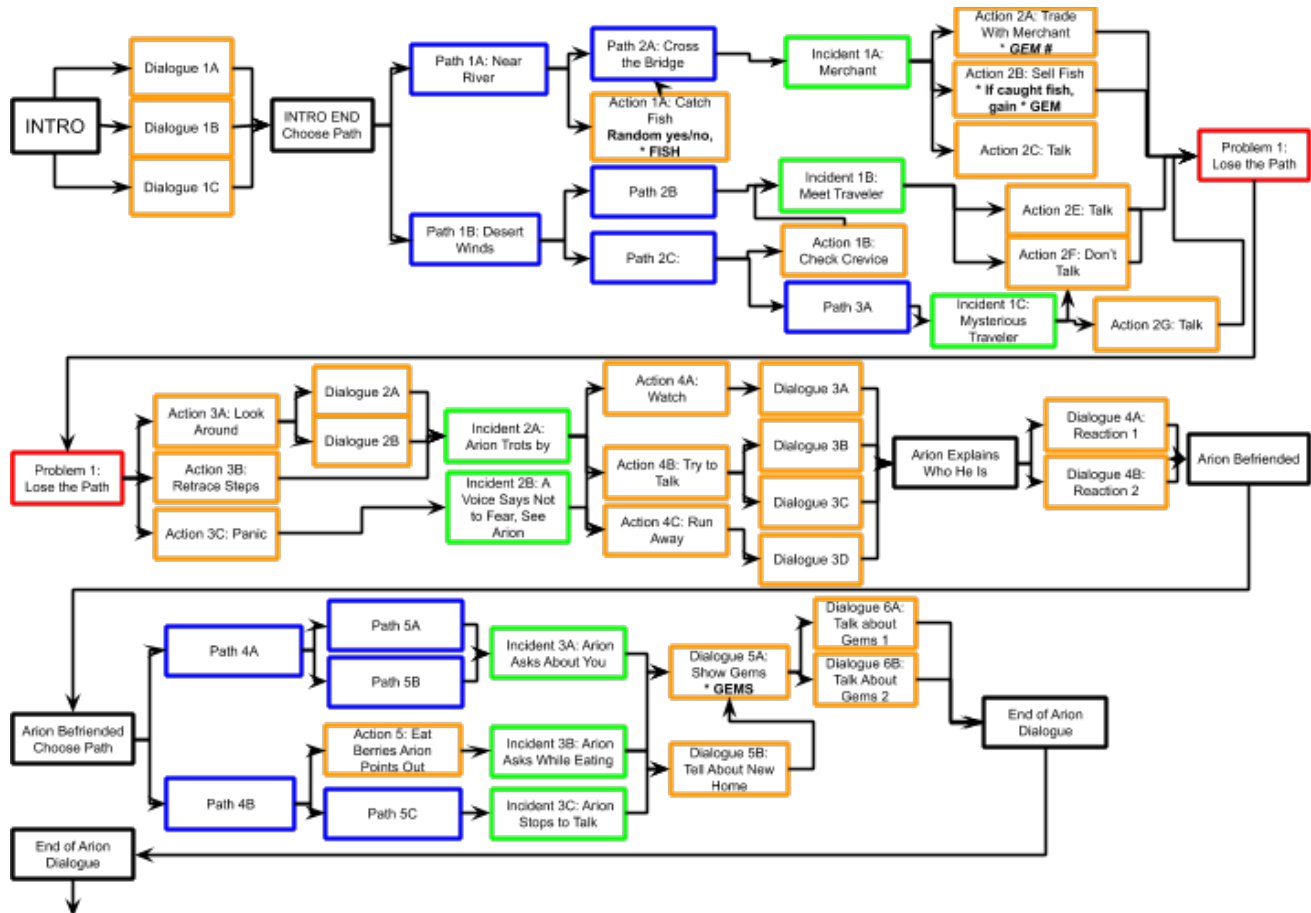 INTRO
Dialogue 1A
Dialogue 1B
Dialogue 1C
INTRO END
Choose Path
Path 1A: Near
River
Path 1B: Desert
Winds
Path 2A: Cross
the Bridge
Action 1A: Catch
Fish
Random yes/no,
* FISH
Path 2B
Path 2C:
Incident 1A:
Merchant
Incident 1B:
Meet Traveler
Action 1B:
Check Crevice
Path 3A
Action 2A: Trade
With Merchant
* GEM #
Action 2B: Sell Fish
* If caught fish,
gain * GEM
Action 2C: Talk
Action 2E: Talk
Action 2F: Don't
Talk
Incident 1C:
Mysterious
Traveler
Action 2G: Talk
Problem 1:
Lose the Path
Problem 1:
Lose the Path
Action 3A: Look
Around
Action 3B:
Retrace Steps
Action 3C: Panic
Dialogue 2A
Dialogue 2B
Incident 2A:
Arion Trots by
Incident 2B: A
Voice Says Not
to Fear, See
Arion
Action 4A:
Watch
Action 4B: Try to
Talk
Action 4C: Run
Away
Dialogue 3A
Dialogue 3B
Dialogue 3C
Dialogue 3D
Arion Explains
Who He Is
Dialogue 4A:
Reaction 1
Dialogue 4B:
Reaction 2
Arion Befriended
Arion Befriended
Choose Path
Path 4A
Path 4B
Path 5A
Path 5B
Action 5: Eat
Berries Arion
Points Out
Path 5C
Incident 3A: Arion
Asks About You
Incident 3B: Arion
Asks While Eating
Incident 3C: Arion
Stops to Talk
Dialogue 5A:
Show Gems
* GEMS
Dialogue 5B:
Tell About New
Home
Dialogue 6A:
Talk about
Gems 1
Dialogue 6B:
Talk About
Gems 2
End of Arion
Dialogue
End of Arion
Dialogue